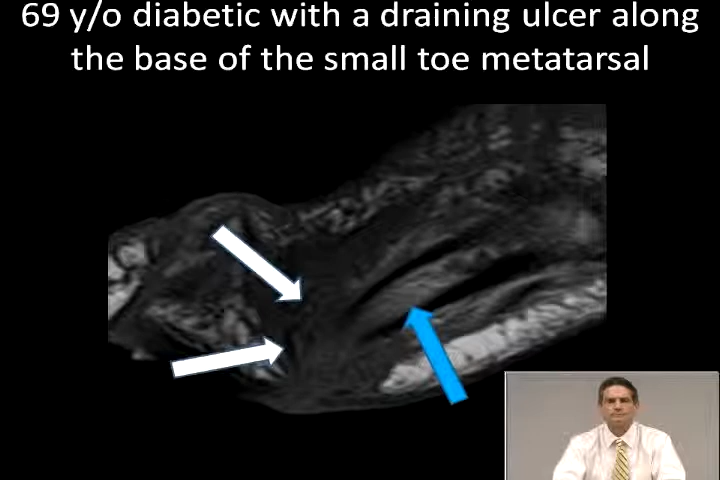 69 y/o diabetic with a draining ulcer along
the base of the small toe metatarsal